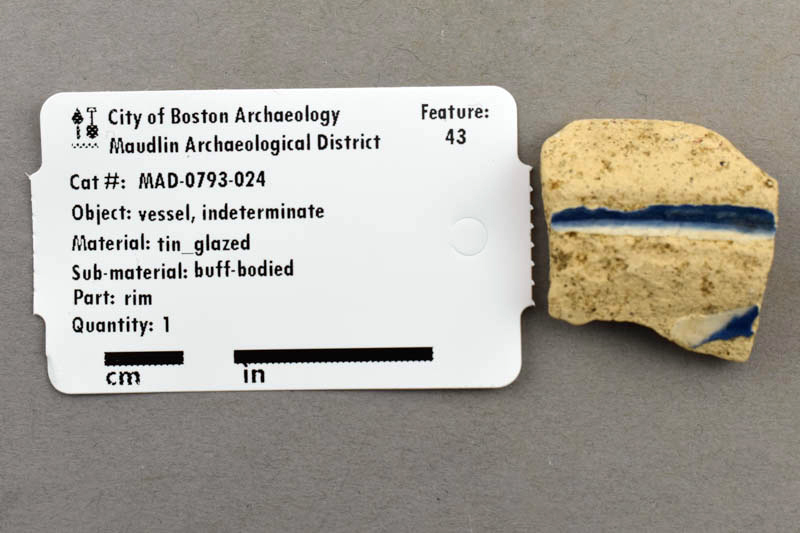 City of Boston Archaeology
Maudlin Archaeological District
Feature:
43
Cat #: MAD-0793-024
Object: vessel, indeterminate
Material: tin_glazed
Sub-material: buff-bodied
Part: rim
Quantity: 1
cm in